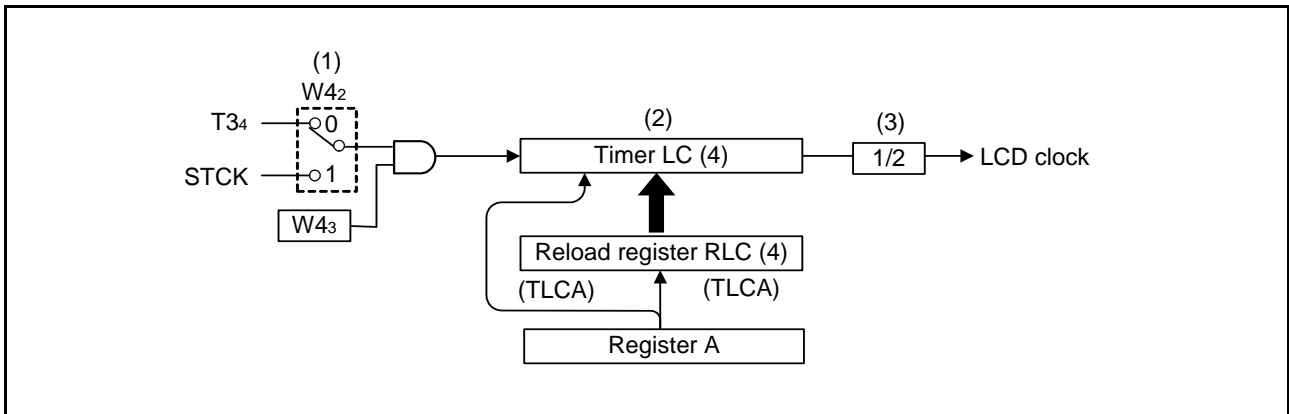 (1)
W42
T34
0
STCK
1
W43
(2)
Timer LC (4)
(3)
1/2
LCD clock
Reload register RLC (4)
(TLCA)
(TLCA)
Register A